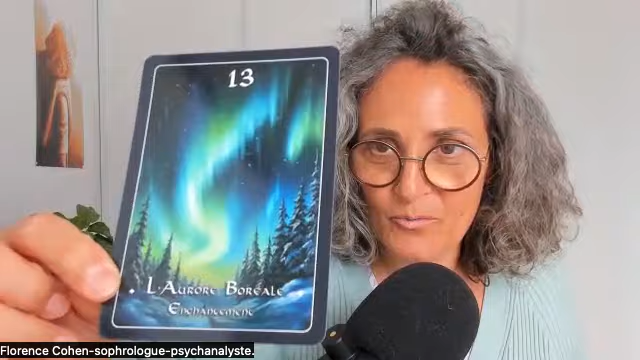 13
L'Aurore Boréale
Enchantement
Florence Cohen-sophrologue-psychanalyste.